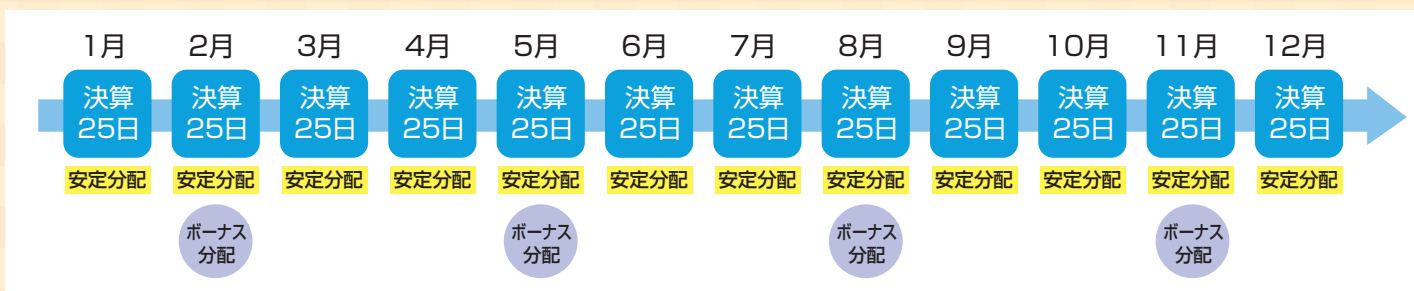 1月 2月 3月 4月 5月 6月 7月 8月 9月 10月 11月 12月
決算 決算 決算 決算 決算 決算 決算 決算 決算 決算 決算 決算
25日 25日 25日 25日 25日 25日 25日 25日 25日 25日 25日 25日
安定分配 安定分配 安定分配 安定分配 安定分配 安定分配 安定分配 安定分配 安定分配 安定分配 安定分配 安定分配
ボーナス ボーナス ボーナス ボーナス
分配 分配 分配 分配